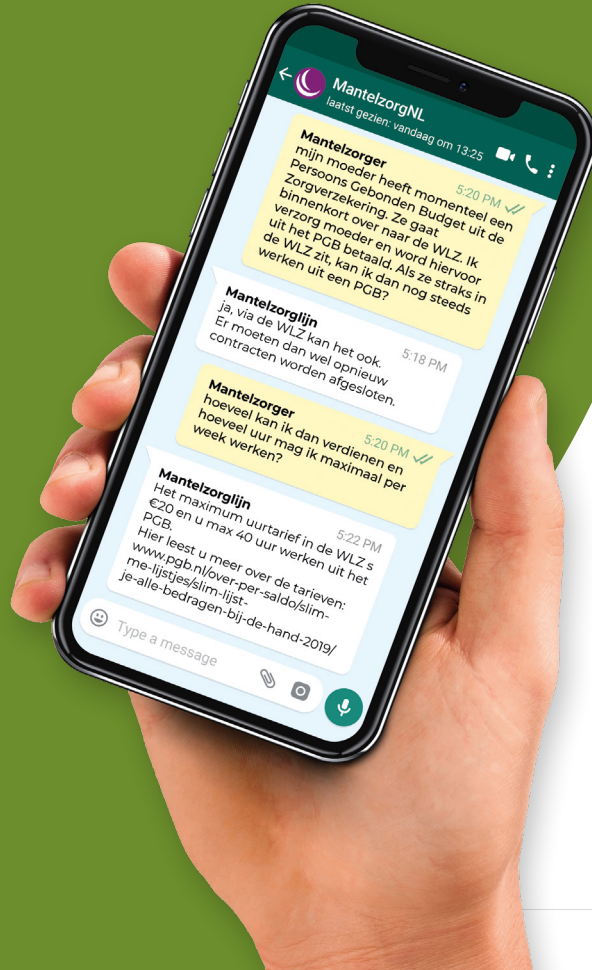 MantelzorgNL
laatst gezien: vandaag om 13:25
Mantelzorger
5:20 PM
mijn moeder heeft momenteel een
Persoons Gebonden Budget uit de
Zorgverzekering. Ze gaat
binnenkort over naar de WLZ. Ik
verzorg moeder en word hiervoor
uit het PGB betaald. Als ze straks in
de WLZ zit, kan ik dan nog steeds
werken uit een PGB?
Mantelzorglijn
5:18 PM
ja, via de WLZ kan het ook.
Er moeten dan wel opnieuw
contracten worden afgesloten.
Mantelzorger
5:20 PM
hoeveel kan ik dan verdienen en
hoeveel uur mag ik maximaal per
week werken?
Mantelzorglijn
5:22 PM
Het maximum uurtarief in de WLZ s
€20 en u max 40 uur werken uit het
PGB.
Hier leest u meer over de tarieven:
www.pgb.nl/over-per-saldo/slim-
me-lijstjes/slim-lijst-
je-alle-bedragen-bij-de-hand-2019/
Type a message